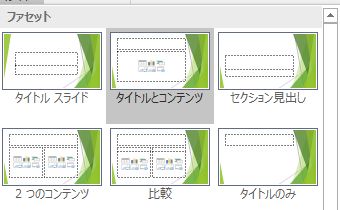 ファセット
タイトル スライド
タイトルとコンテンツ
セクション見出し
2 つのコンテンツ
比較
タイトルのみ